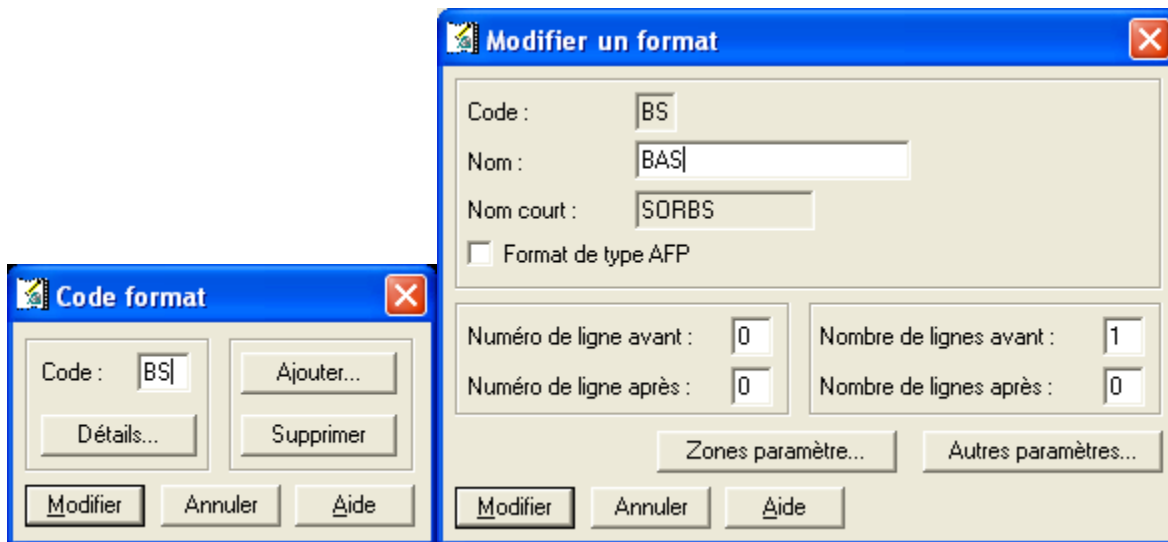 Code format
Code : BS
Ajouter...
Détails...
Supprimer
Modifier Annuler Aide
Modifier un format
Code : BS
Nom : BAS
Nom court : SORBS
Format de type AFP
Numéro de ligne avant : 0
Numéro de ligne après : 0
Nombre de lignes avant : 1
Nombre de lignes après : 0
Zones paramètre... Autres paramètres...
Modifier Annuler Aide